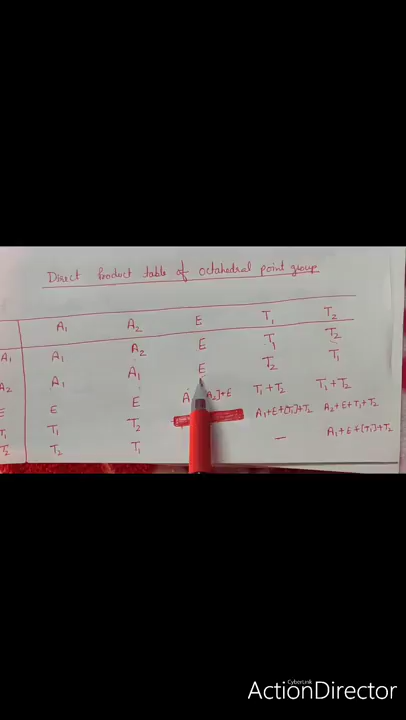 Direct Product table of octahedral point group
A1 A2 E T1 T2
A1 A1 A2 E T1 T2
A2 A1 A1 E T2 T1
E E E A A2]+E T1+T2 T1+T2
T1 T1 T2 A1+E+[T1]+T2 A2+E+T1+T2
T2 T2 T1 — A1+E+[T1]+T2
CyberLink
ActionDirector